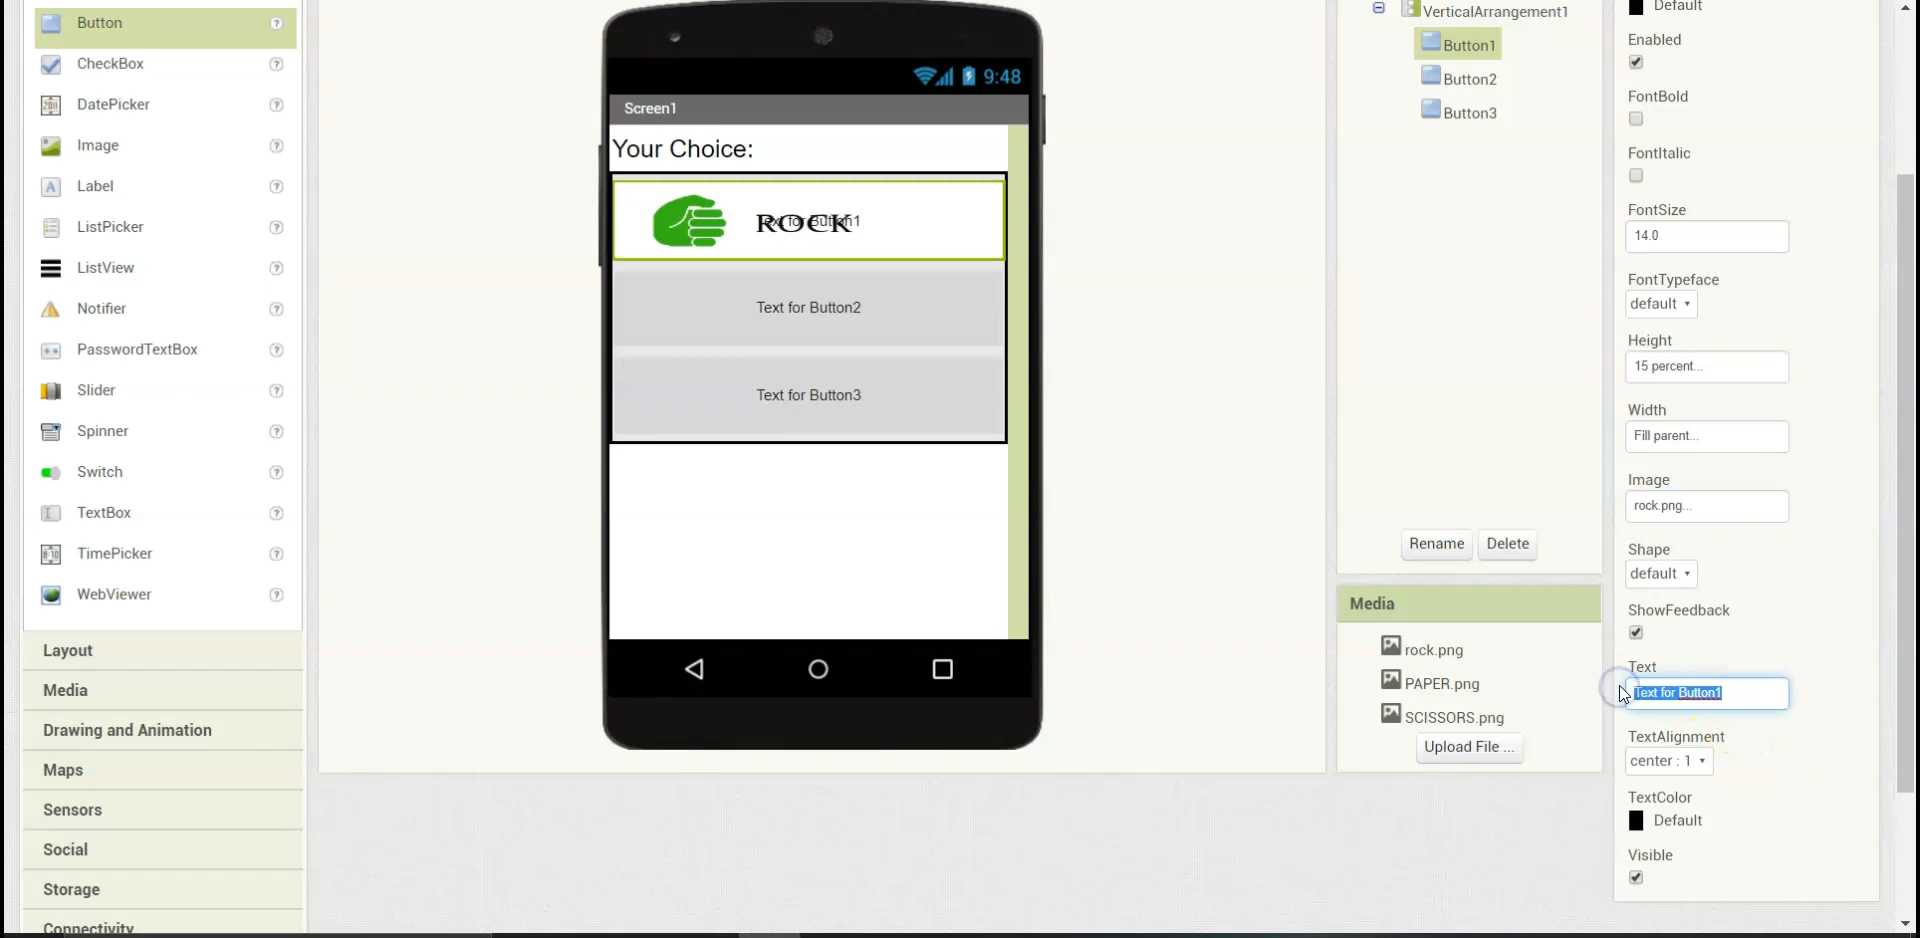 Button
CheckBox
DatePicker
Image
Label
ListPicker
ListView
Notifier
PasswordTextBox
Slider
Spinner
Switch
TextBox
TimePicker
WebViewer
Layout
Media
Drawing and Animation
Maps
Sensors
Social
Storage
Connectivity
9:48
Screen1
Your Choice:
ROCK
Text for Button1
Text for Button2
Text for Button3
VerticalArrangement1
Button1
Button2
Button3
Rename
Delete
Media
rock.png
PAPER.png
SCISSORS.png
Upload File ...
Default
Enabled
FontBold
FontItalic
FontSize
14.0
FontTypeface
default
Height
15 percent...
Width
Fill parent...
Image
rock.png...
Shape
default
ShowFeedback
Text
Text for Button1
TextAlignment
center : 1
TextColor
Default
Visible